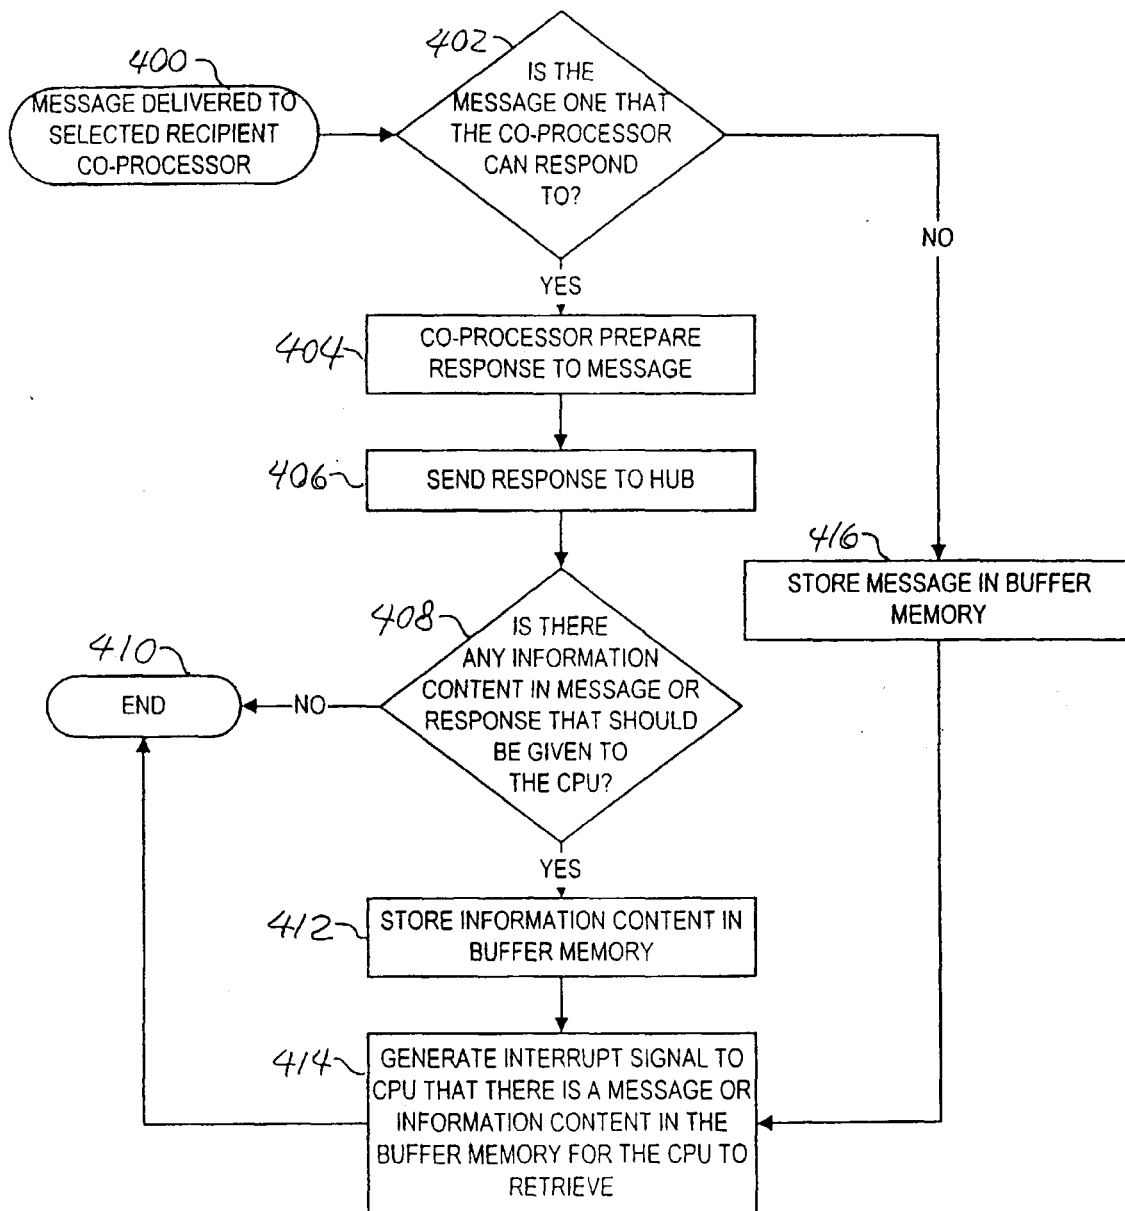 400
MESSAGE DELIVERED TO
SELECTED RECIPIENT
CO-PROCESSOR
402
IS THE
MESSAGE ONE THAT
THE CO-PROCESSOR
CAN RESPOND
TO?
NO
YES
404
CO-PROCESSOR PREPARE
RESPONSE TO MESSAGE
406
SEND RESPONSE TO HUB
416
STORE MESSAGE IN BUFFER
MEMORY
408
IS THERE
ANY INFORMATION
CONTENT IN MESSAGE OR
RESPONSE THAT SHOULD
BE GIVEN TO
THE CPU?
410
END
NO
YES
412
STORE INFORMATION CONTENT IN
BUFFER MEMORY
414
GENERATE INTERRUPT SIGNAL TO
CPU THAT THERE IS A MESSAGE OR
INFORMATION CONTENT IN THE
BUFFER MEMORY FOR THE CPU TO
RETRIEVE